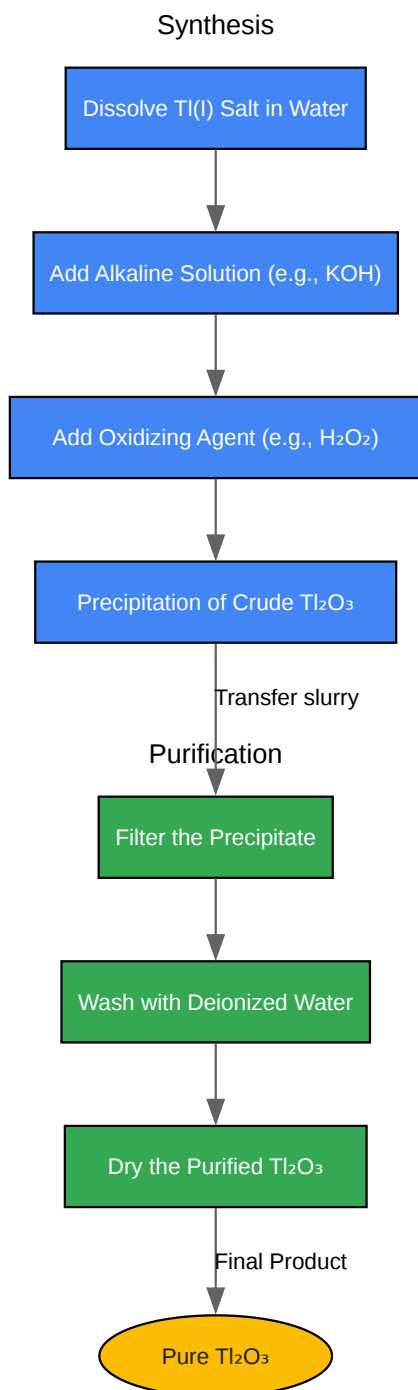 Synthesis
Dissolve Tl(I) Salt in Water
Add Alkaline Solution (e.g., KOH)
Add Oxidizing Agent (e.g., H₂O₂)
Precipitation of Crude Tl₂O₃
Transfer slurry
Purification
Filter the Precipitate
Wash with Deionized Water
Dry the Purified Tl₂O₃
Final Product
Pure Tl₂O₃